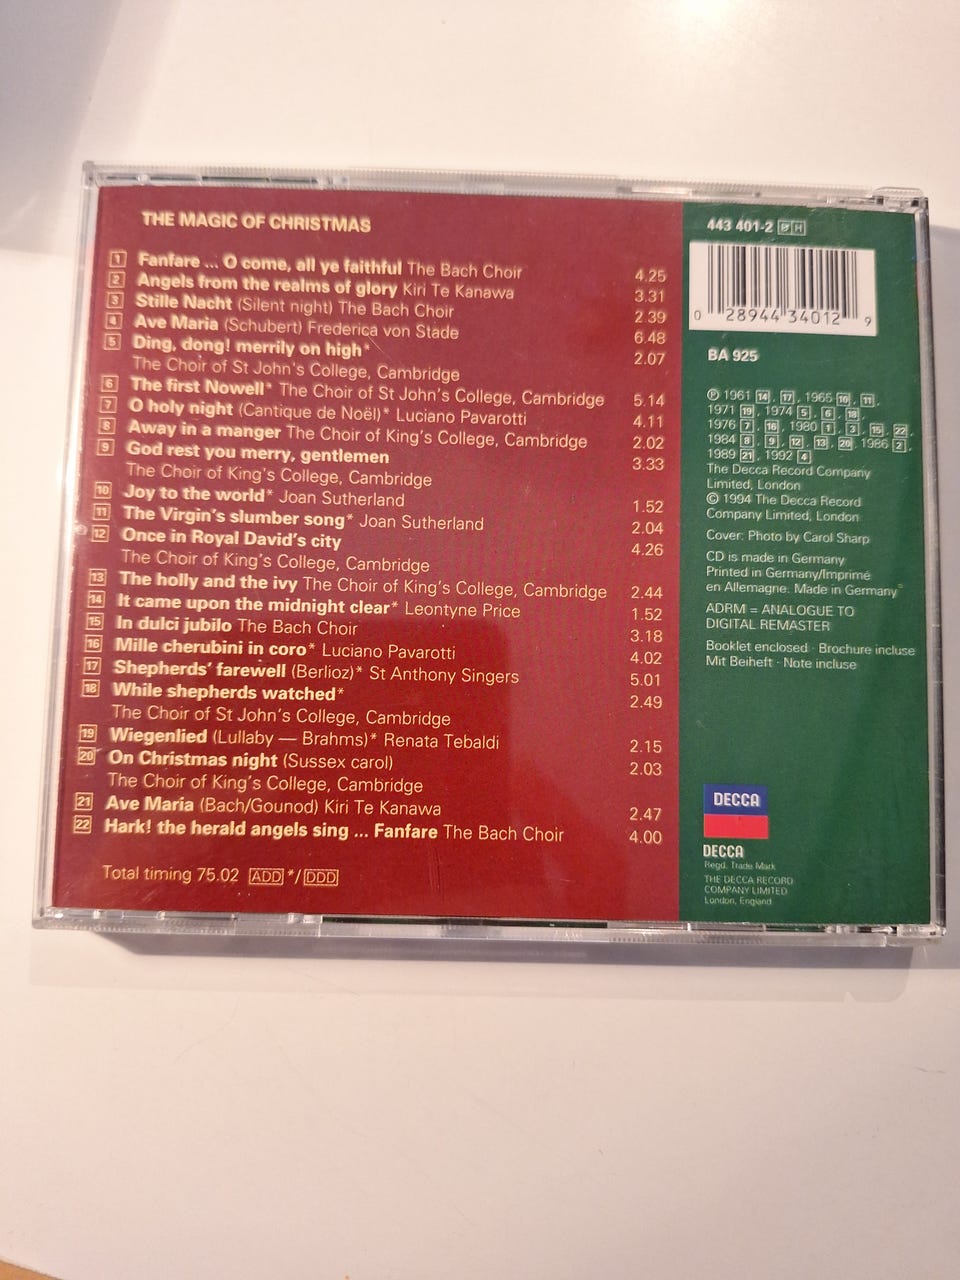 THE MAGIC OF CHRISTMAS
1 Fanfare ... O come, all ye faithful The Bach Choir 4.25
2 Angels from the realms of glory Kiri Te Kanawa 3.31
3 Stille Nacht (Silent night) The Bach Choir 2.39
4 Ave Maria (Schubert) Frederica von Stade 6.48
5 Ding, dong! merrily on high* 2.07
The Choir of St John's College, Cambridge
6 The first Nowell* The Choir of St John's College, Cambridge 5.14
7 O holy night (Cantique de Noël)* Luciano Pavarotti 4.11
8 Away in a manger The Choir of King's College, Cambridge 2.02
9 God rest you merry, gentlemen 3.33
The Choir of King's College, Cambridge
10 Joy to the world* Joan Sutherland 1.52
11 The Virgin's slumber song* Joan Sutherland 2.04
12 Once in Royal David's city 4.26
The Choir of King's College, Cambridge
13 The holly and the ivy The Choir of King's College, Cambridge 2.44
14 It came upon the midnight clear* Leontyne Price 1.52
15 In dulci jubilo The Bach Choir 3.18
16 Mille cherubini in coro* Luciano Pavarotti 4.02
17 Shepherds' farewell (Berlioz)* St Anthony Singers 5.01
18 While shepherds watched* 2.49
The Choir of St John's College, Cambridge
19 Wiegenlied (Lullaby — Brahms)* Renata Tebaldi 2.15
20 On Christmas night (Sussex carol) 2.03
The Choir of King's College, Cambridge
21 Ave Maria (Bach/Gounod) Kiri Te Kanawa 2.47
22 Hark! the herald angels sing ... Fanfare The Bach Choir 4.00
Total timing 75.02 ADD */DDD
443 401-2 H
0 28944 34012 9
BA 925
℗ 1961 14, 17, 1965 10, 11,
1971 19, 1974 5, 6, 18,
1976 7, 16, 1980 1, 3, 15, 22,
1984 8, 9, 12, 13, 20, 1986 2,
1989 21, 1992 4
The Decca Record Company
Limited, London
© 1994 The Decca Record
Company Limited, London
Cover: Photo by Carol Sharp
CD is made in Germany
Printed in Germany/Imprimé
en Allemagne. Made in Germany
ADRM = ANALOGUE TO
DIGITAL REMASTER
Booklet enclosed · Brochure incluse
Mit Beiheft · Note incluse
DECCA
DECCA
Regd. Trade Mark
THE DECCA RECORD
COMPANY LIMITED
London, England